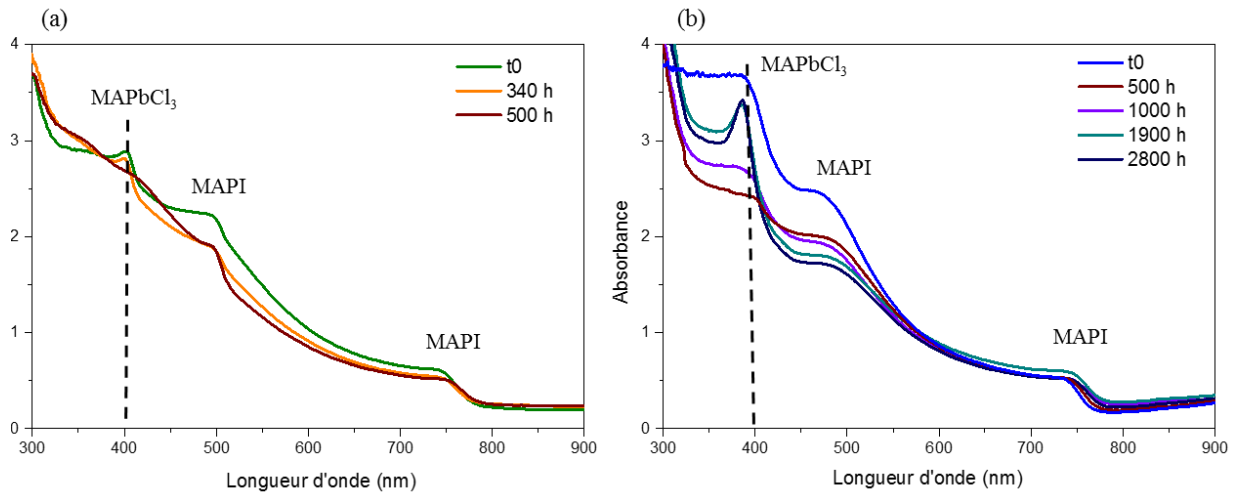 (a)
t0
340 h
500 h
MAPbCl₃
MAPI
MAPI
4
3
2
1
0
300 400 500 600 700 800 900
Longueur d'onde (nm)
(b)
t0
500 h
1000 h
1900 h
2800 h
MAPbCl₃
MAPI
MAPI
Absorbance
4
3
2
1
0
300 400 500 600 700 800 900
Longueur d'onde (nm)